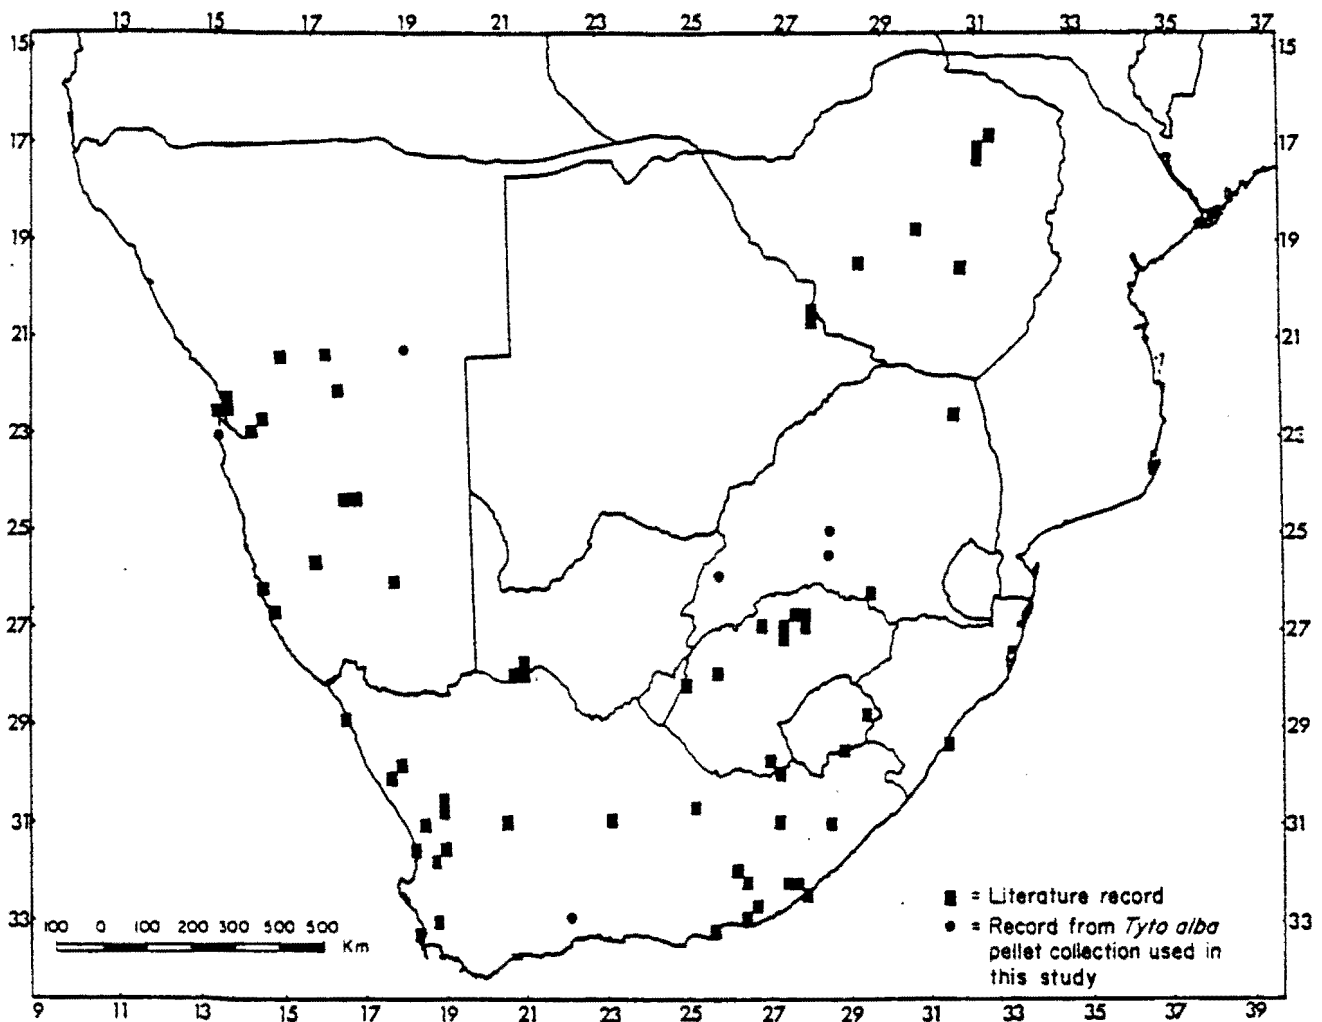 13 15 17 19 21 23 25 27 29 31 33 35 37
15 15
17 17
19 19
21 21
23
25 25
27 27
29 29
31 31
33 33
100 0 100 200 300 500 500 Km
= Literature record
= Record from Tyto alba
pellet collection used in
this study
9 11 13 15 17 19 21 23 25 27 29 31 33 35 37 39